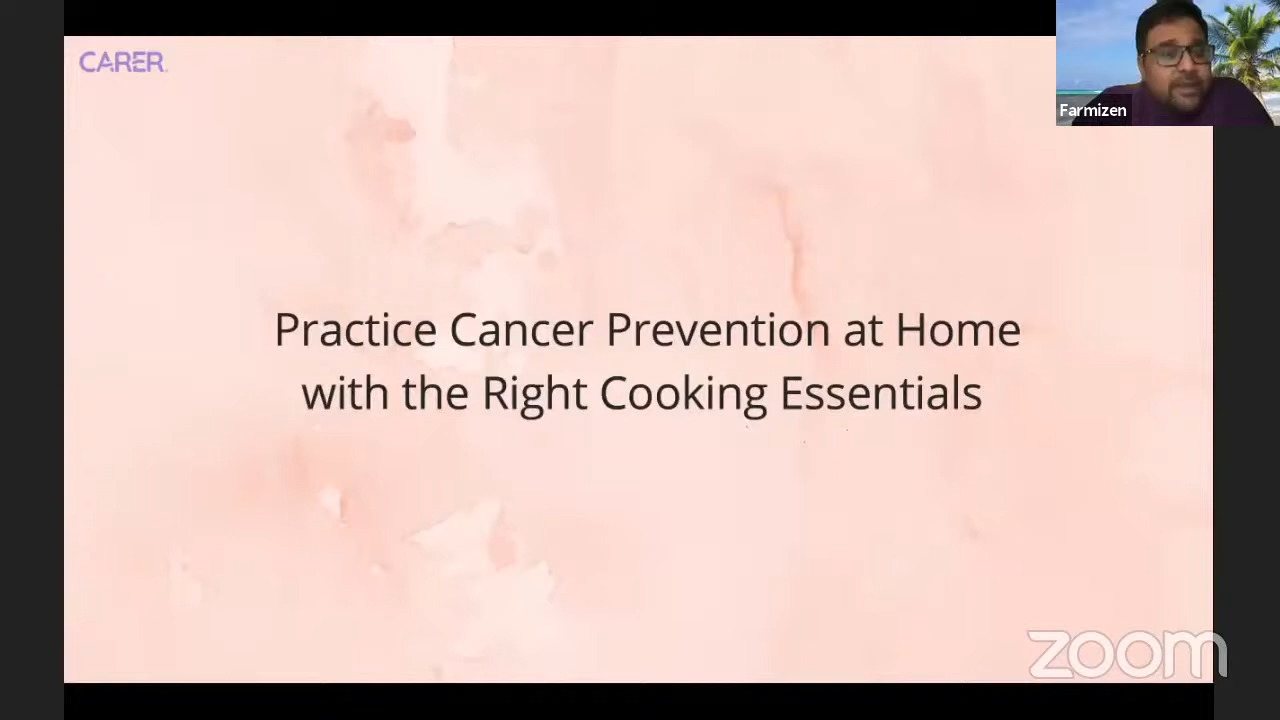 CARER.
Farmizen
Practice Cancer Prevention at Home
with the Right Cooking Essentials
zoom